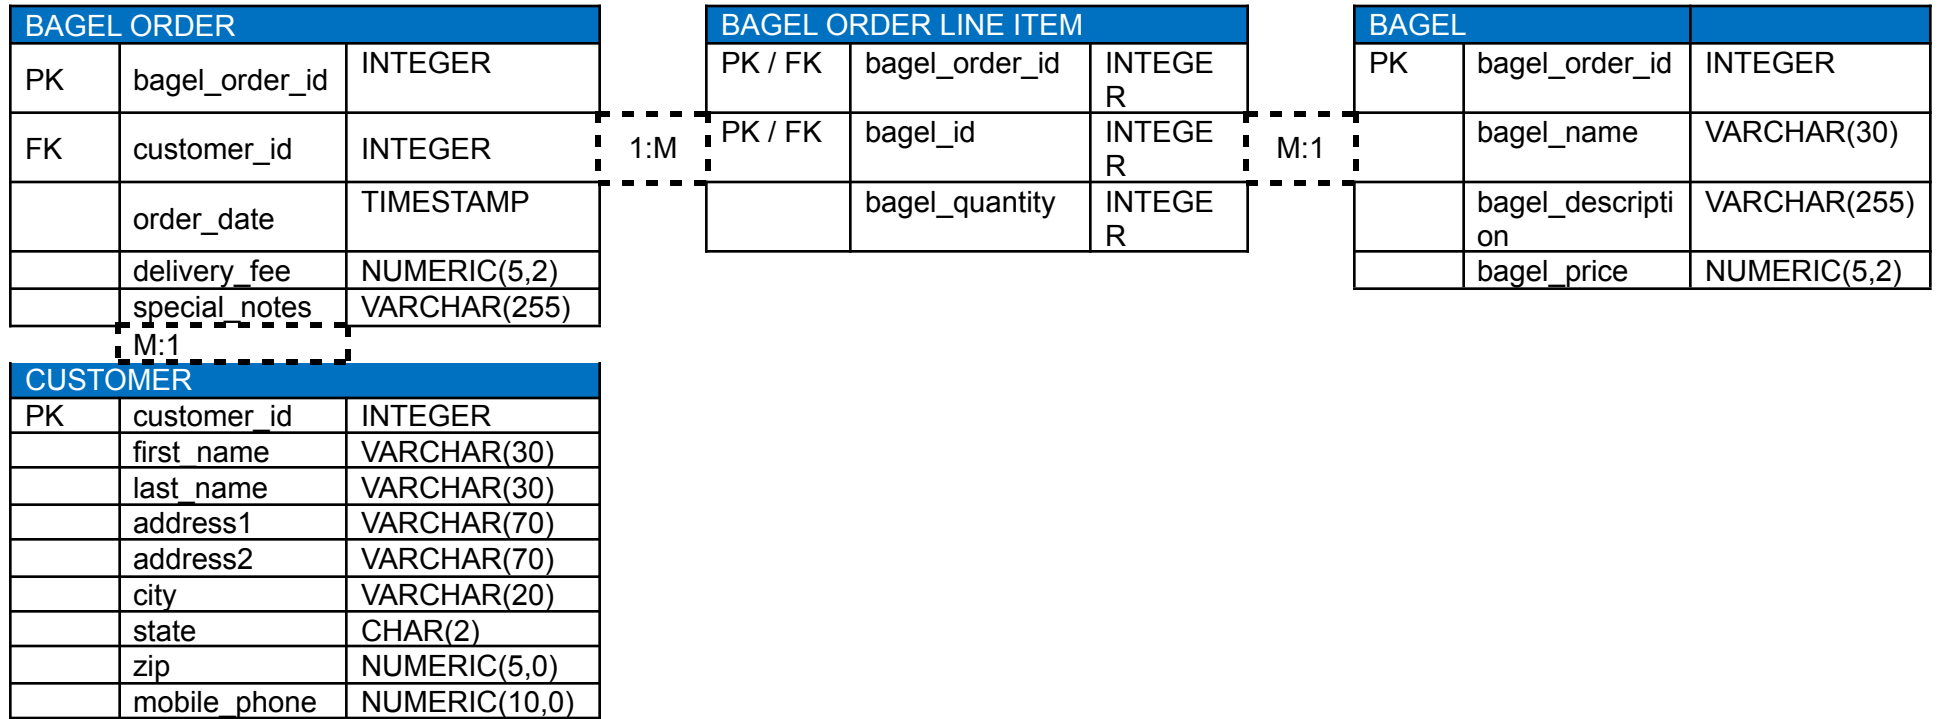 BAGEL ORDER
PK bagel_order_id INTEGER
FK customer_id INTEGER
order_date TIMESTAMP
delivery_fee NUMERIC(5,2)
special_notes VARCHAR(255)
1:M
BAGEL ORDER LINE ITEM
PK / FK bagel_order_id INTEGE
R
PK / FK bagel_id INTEGE
R
bagel_quantity INTEGE
R
M:1
BAGEL
PK bagel_order_id INTEGER
bagel_name VARCHAR(30)
bagel_descripti VARCHAR(255)
on
bagel_price NUMERIC(5,2)
M:1
CUSTOMER
PK customer_id INTEGER
first_name VARCHAR(30)
last_name VARCHAR(30)
address1 VARCHAR(70)
address2 VARCHAR(70)
city VARCHAR(20)
state CHAR(2)
zip NUMERIC(5,0)
mobile_phone NUMERIC(10,0)